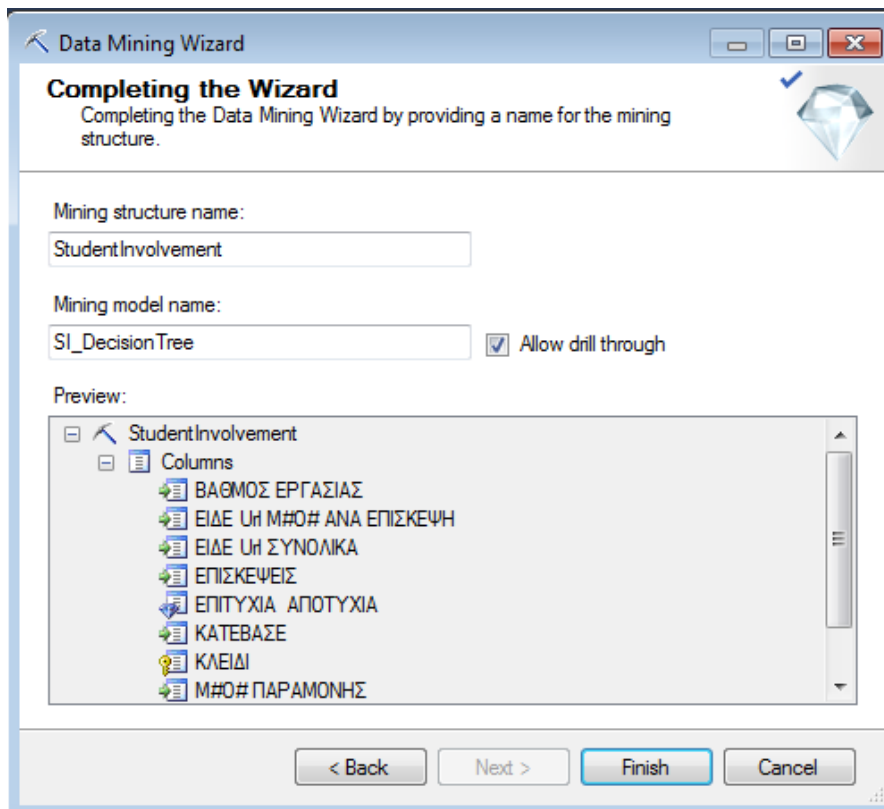 Data Mining Wizard
Completing the Wizard
Completing the Data Mining Wizard by providing a name for the mining
structure.
Mining structure name:
StudentInvolvement
Mining model name:
SI_DecisionTree
Allow drill through
Preview:
StudentInvolvement
Columns
ΒΑΘΜΟΣ ΕΡΓΑΣΙΑΣ
ΕΙΔΕ Url Μ#Ο# ΑΝΑ ΕΠΙΣΚΕΨΗ
ΕΙΔΕ Url ΣΥΝΟΛΙΚΑ
ΕΠΙΣΚΕΨΕΙΣ
ΕΠΙΤΥΧΙΑ ΑΠΟΤΥΧΙΑ
ΚΑΤΕΒΑΣΕ
ΚΛΕΙΔΙ
Μ#Ο# ΠΑΡΑΜΟΝΗΣ
< Back Next > Finish Cancel